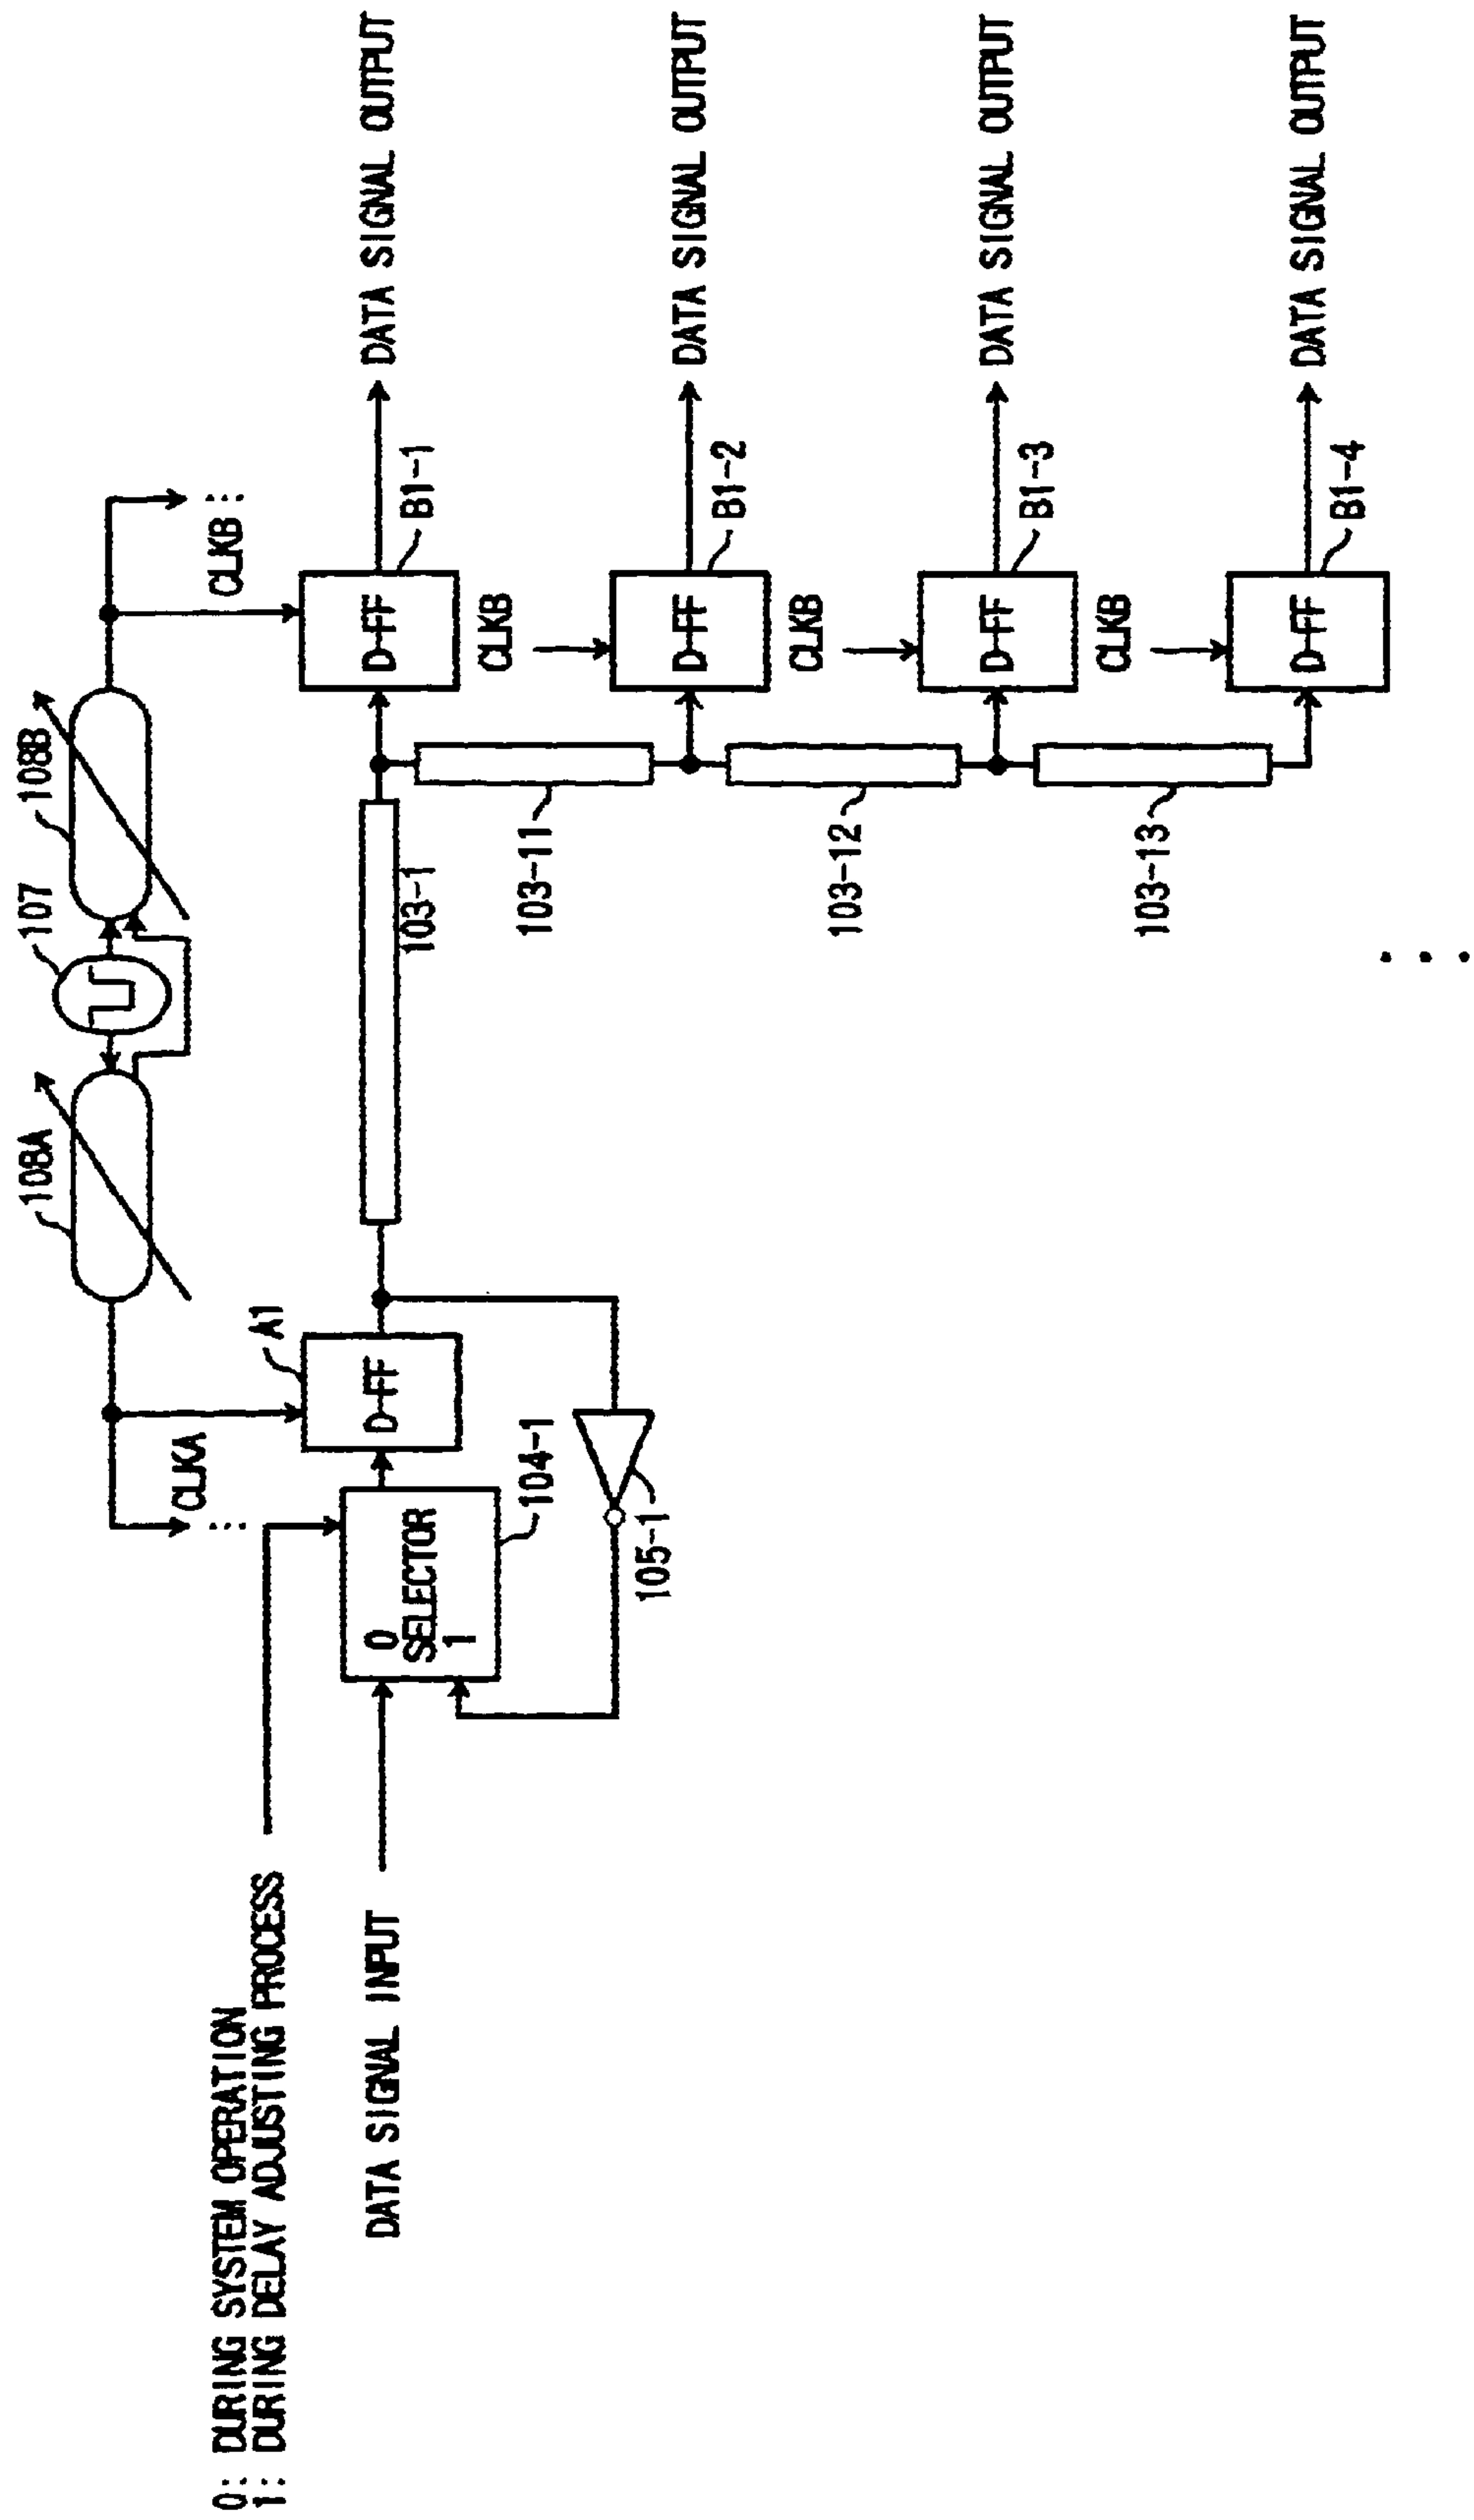 0: DURING SYSTEM OPERATION
1: DURING DELAY ADJUSTING PROCESS
DATA SIGNAL INPUT
108A
107
108B
CLKA
CLKB
A1
D-FF
0
SELECTOR
1
104-1
105-1
103-1
D-FF
B1-1
DATA SIGNAL OUTPUT
103-11
CLKB
D-FF
B1-2
DATA SIGNAL OUTPUT
103-12
CLKB
D-FF
B1-3
DATA SIGNAL OUTPUT
103-13
CLKB
D-FF
B1-4
DATA SIGNAL OUTPUT